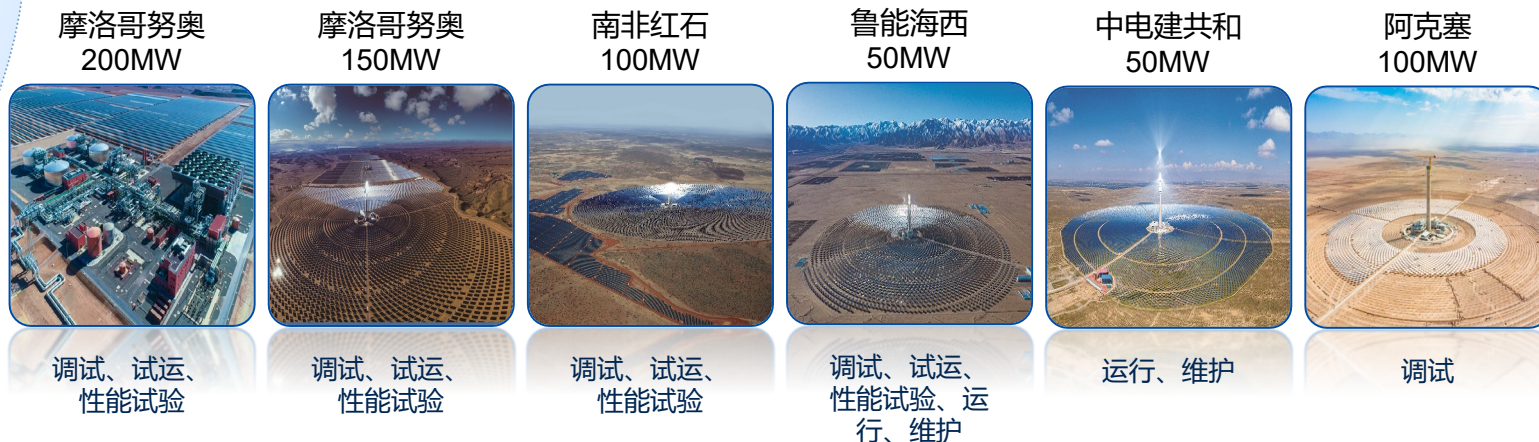 摩洛哥努奥
200MW
摩洛哥努奥
150MW
南非红石
100MW
鲁能海西
50MW
中电建共和
50MW
阿克塞
100MW
调试、试运、
性能试验
调试、试运、
性能试验
调试、试运、
性能试验
调试、试运、
性能试验、运
行、维护
运行、维护
调试